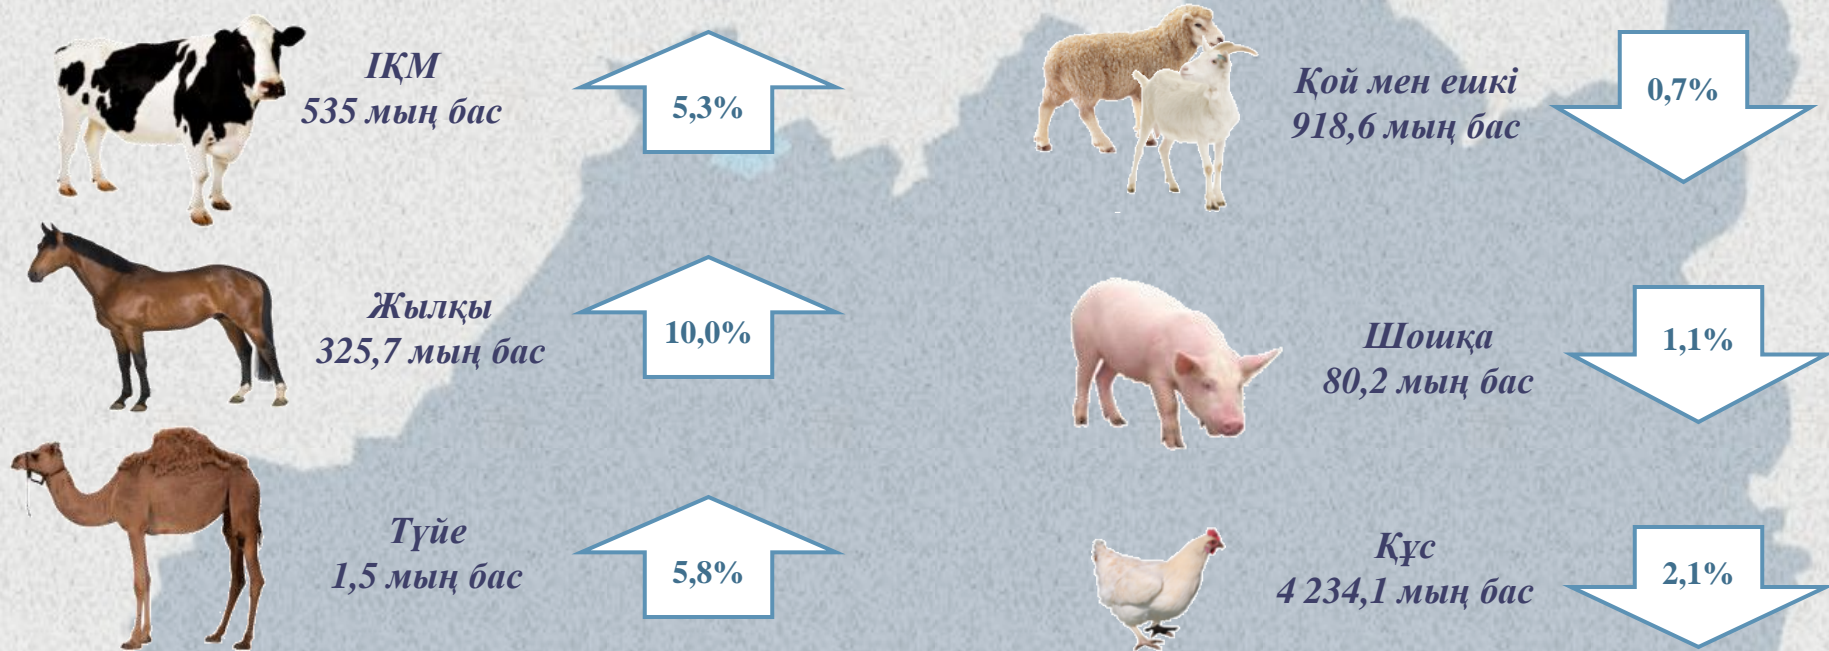 ІҚМ
535 мың бас
5,3%
Қой мен ешкі
918,6 мың бас
0,7%
Жылқы
325,7 мың бас
10,0%
Шошқа
80,2 мың бас
1,1%
Түйе
1,5 мың бас
5,8%
Құс
4 234,1 мың бас
2,1%